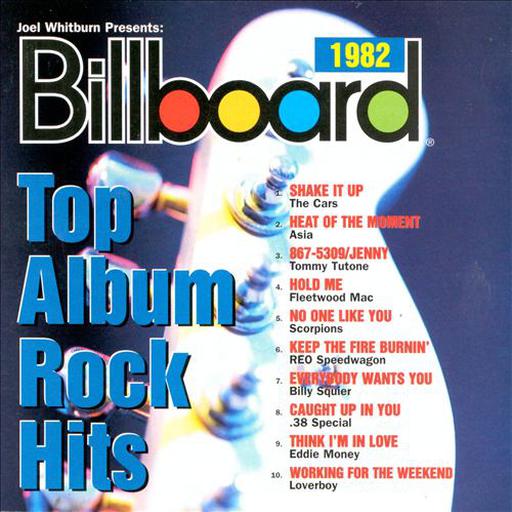 Joel Whitburn Presents:
Billboard®
1982
Top
Album
Rock
Hits
1. SHAKE IT UP
The Cars
2. HEAT OF THE MOMENT
Asia
3. 867-5309/JENNY
Tommy Tutone
4. HOLD ME
Fleetwood Mac
5. NO ONE LIKE YOU
Scorpions
6. KEEP THE FIRE BURNIN'
REO Speedwagon
7. EVERYBODY WANTS YOU
Billy Squier
8. CAUGHT UP IN YOU
.38 Special
9. THINK I'M IN LOVE
Eddie Money
10. WORKING FOR THE WEEKEND
Loverboy